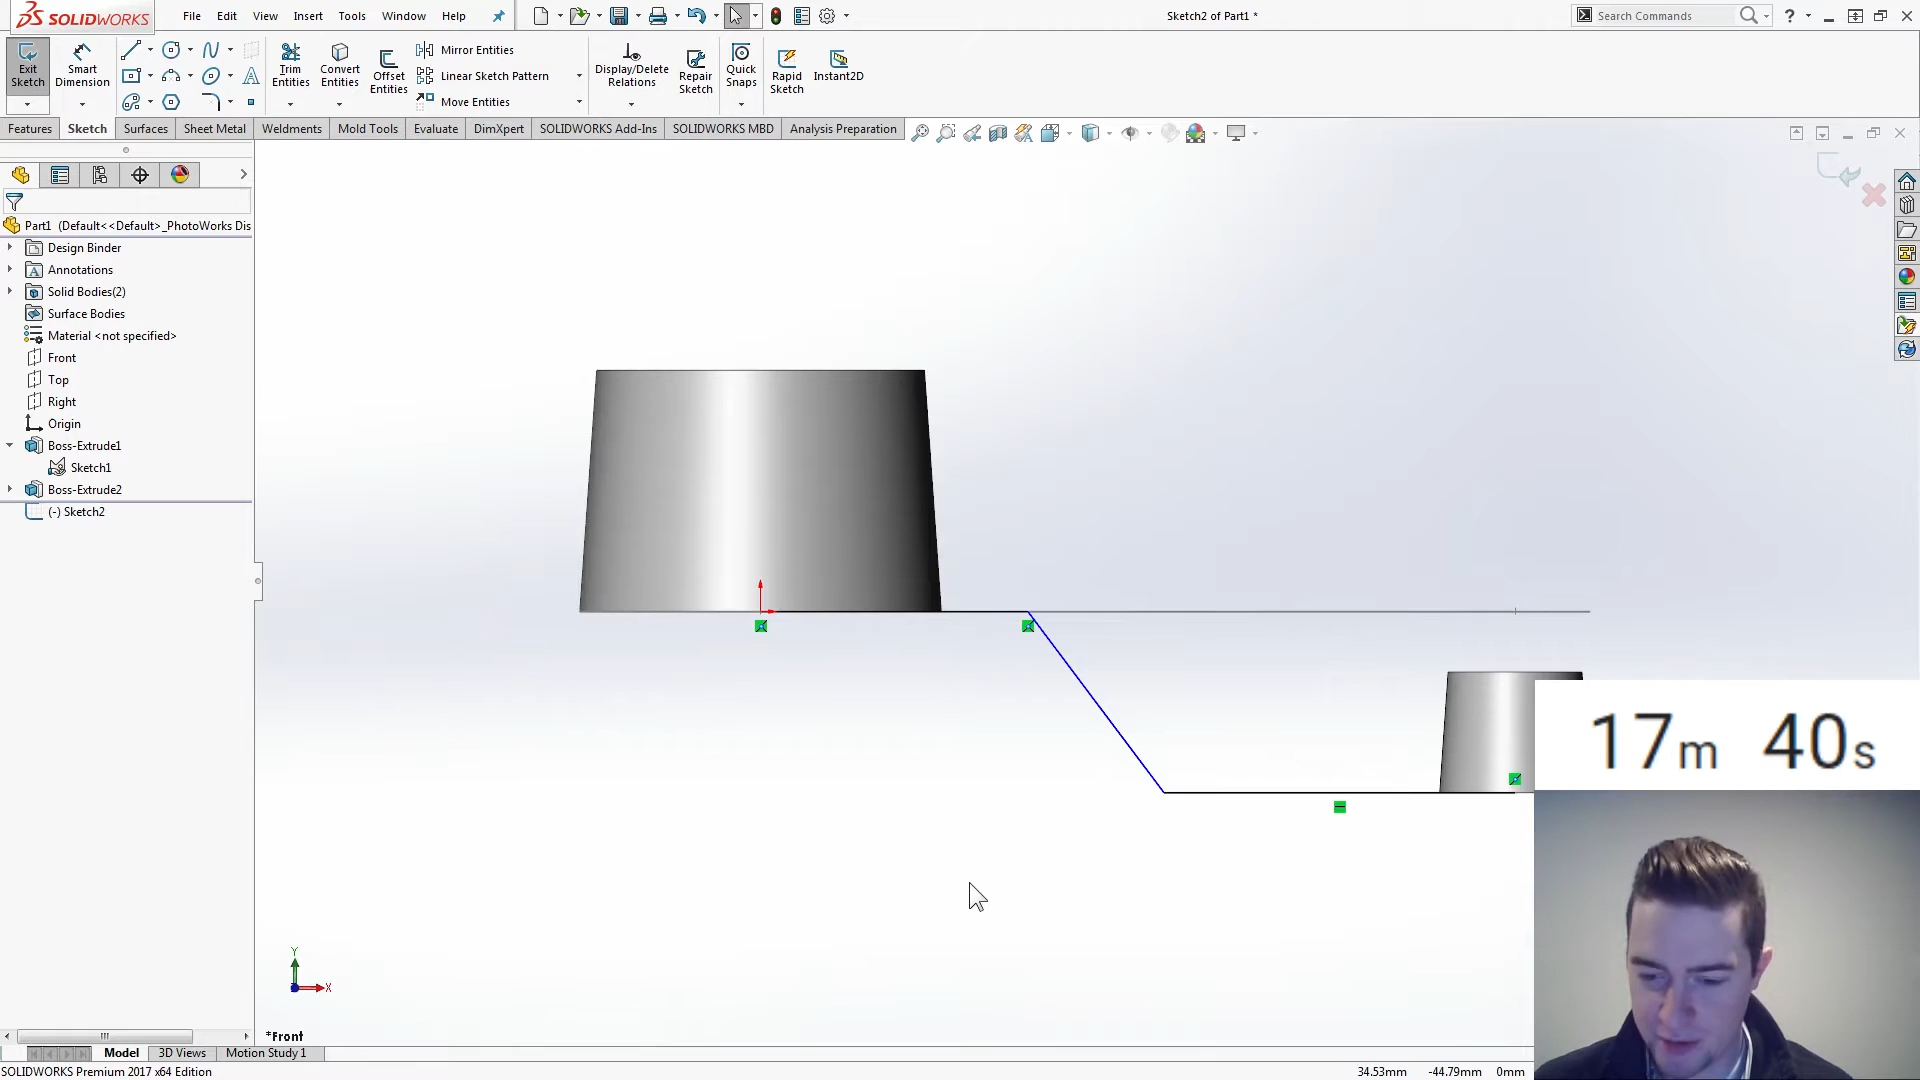 SOLIDWORKS
File Edit View Insert Tools Window Help
Sketch2 of Part1 *
Search Commands
?
Exit Sketch
Smart Dimension
Trim Entities
Convert Entities
Offset Entities
Mirror Entities
Linear Sketch Pattern
Move Entities
Display/Delete Relations
Repair Sketch
Quick Snaps
Rapid Sketch
Instant2D
Features Sketch Surfaces Sheet Metal Weldments Mold Tools Evaluate DimXpert SOLIDWORKS Add-Ins SOLIDWORKS MBD Analysis Preparation
Part1 (Default<<Default>_PhotoWorks Dis
Design Binder
Annotations
Solid Bodies(2)
Surface Bodies
Material <not specified>
Front
Top
Right
Origin
Boss-Extrude1
Sketch1
Boss-Extrude2
(-) Sketch2
17m 40s
Y
X
*Front
Model 3D Views Motion Study 1
SOLIDWORKS Premium 2017 x64 Edition
34.53mm -44.79mm 0mm